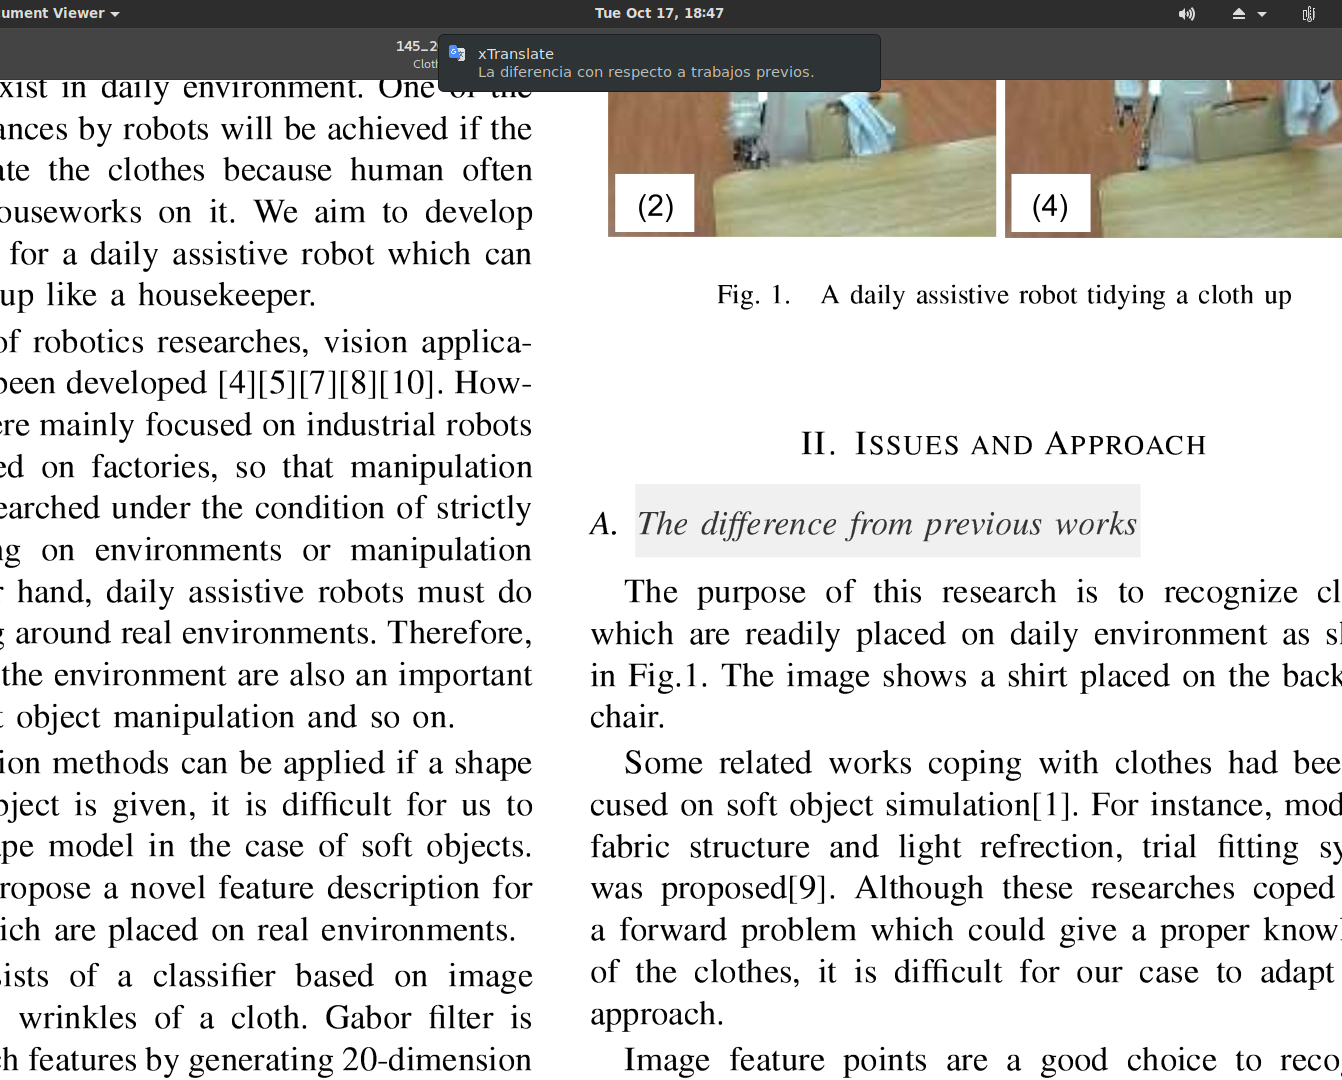 ument Viewer
Tue Oct 17, 18:47
145_2
Clot
xTranslate
La diferencia con respecto a trabajos previos.
xist in daily environment. One of the
ances by robots will be achieved if the
ate the clothes because human often
ouseworks on it. We aim to develop
for a daily assistive robot which can
up like a housekeeper.
of robotics researches, vision applica-
been developed [4][5][7][8][10]. How-
ere mainly focused on industrial robots
ed on factories, so that manipulation
earched under the condition of strictly
ng on environments or manipulation
r hand, daily assistive robots must do
g around real environments. Therefore,
the environment are also an important
t object manipulation and so on.
ion methods can be applied if a shape
bject is given, it is difficult for us to
pe model in the case of soft objects.
ropose a novel feature description for
ich are placed on real environments.
sists of a classifier based on image
wrinkles of a cloth. Gabor filter is
ch features by generating 20-dimension
(2)
(4)
Fig. 1. A daily assistive robot tidying a cloth up
II. ISSUES AND APPROACH
A. The difference from previous works
The purpose of this research is to recognize cl
which are readily placed on daily environment as s
in Fig.1. The image shows a shirt placed on the back
chair.
Some related works coping with clothes had bee
cused on soft object simulation[1]. For instance, mod
fabric structure and light refrection, trial fitting sy
was proposed[9]. Although these researches coped
a forward problem which could give a proper know
of the clothes, it is difficult for our case to adapt
approach.
Image feature points are a good choice to reco